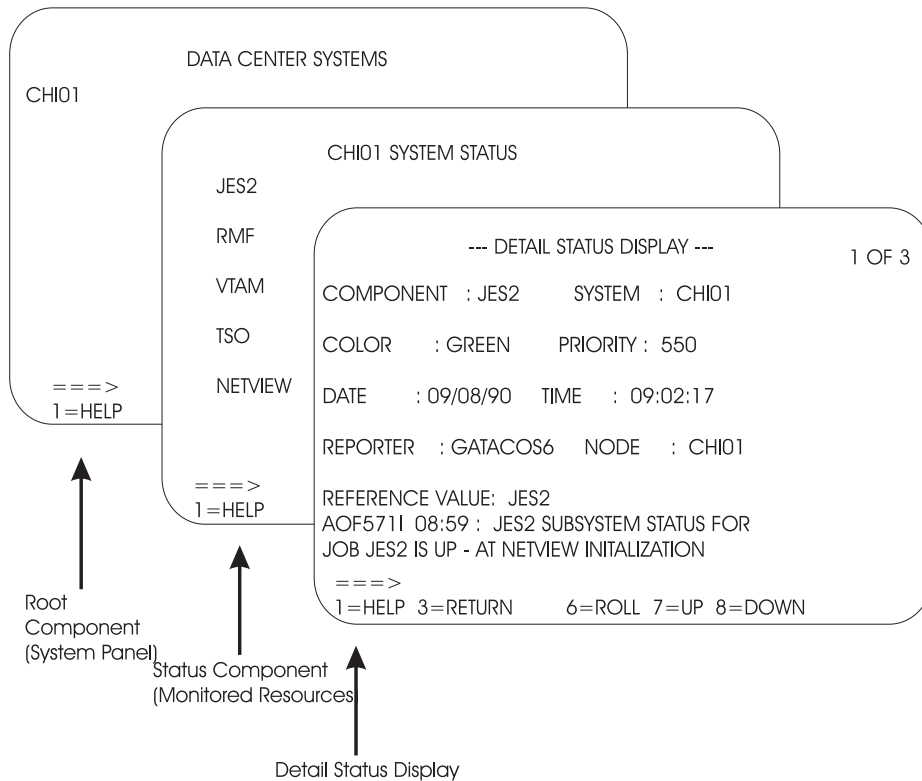 DATA CENTER SYSTEMS
CHI01
===>
1=HELP
CHI01 SYSTEM STATUS
JES2
RMF
VTAM
TSO
NETVIEW
===>
1=HELP
--- DETAIL STATUS DISPLAY ---
1 OF 3
COMPONENT : JES2 SYSTEM : CHI01
COLOR : GREEN PRIORITY : 550
DATE : 09/08/90 TIME : 09:02:17
REPORTER : GATACOS6 NODE : CHI01
REFERENCE VALUE: JES2
AOF571I 08:59 : JES2 SUBSYSTEM STATUS FOR
JOB JES2 IS UP - AT NETVIEW INITALIZATION
===>
1=HELP 3=RETURN 6=ROLL 7=UP 8=DOWN
Root
Component
(System Panel)
Status Component
(Monitored Resources)
Detail Status Display